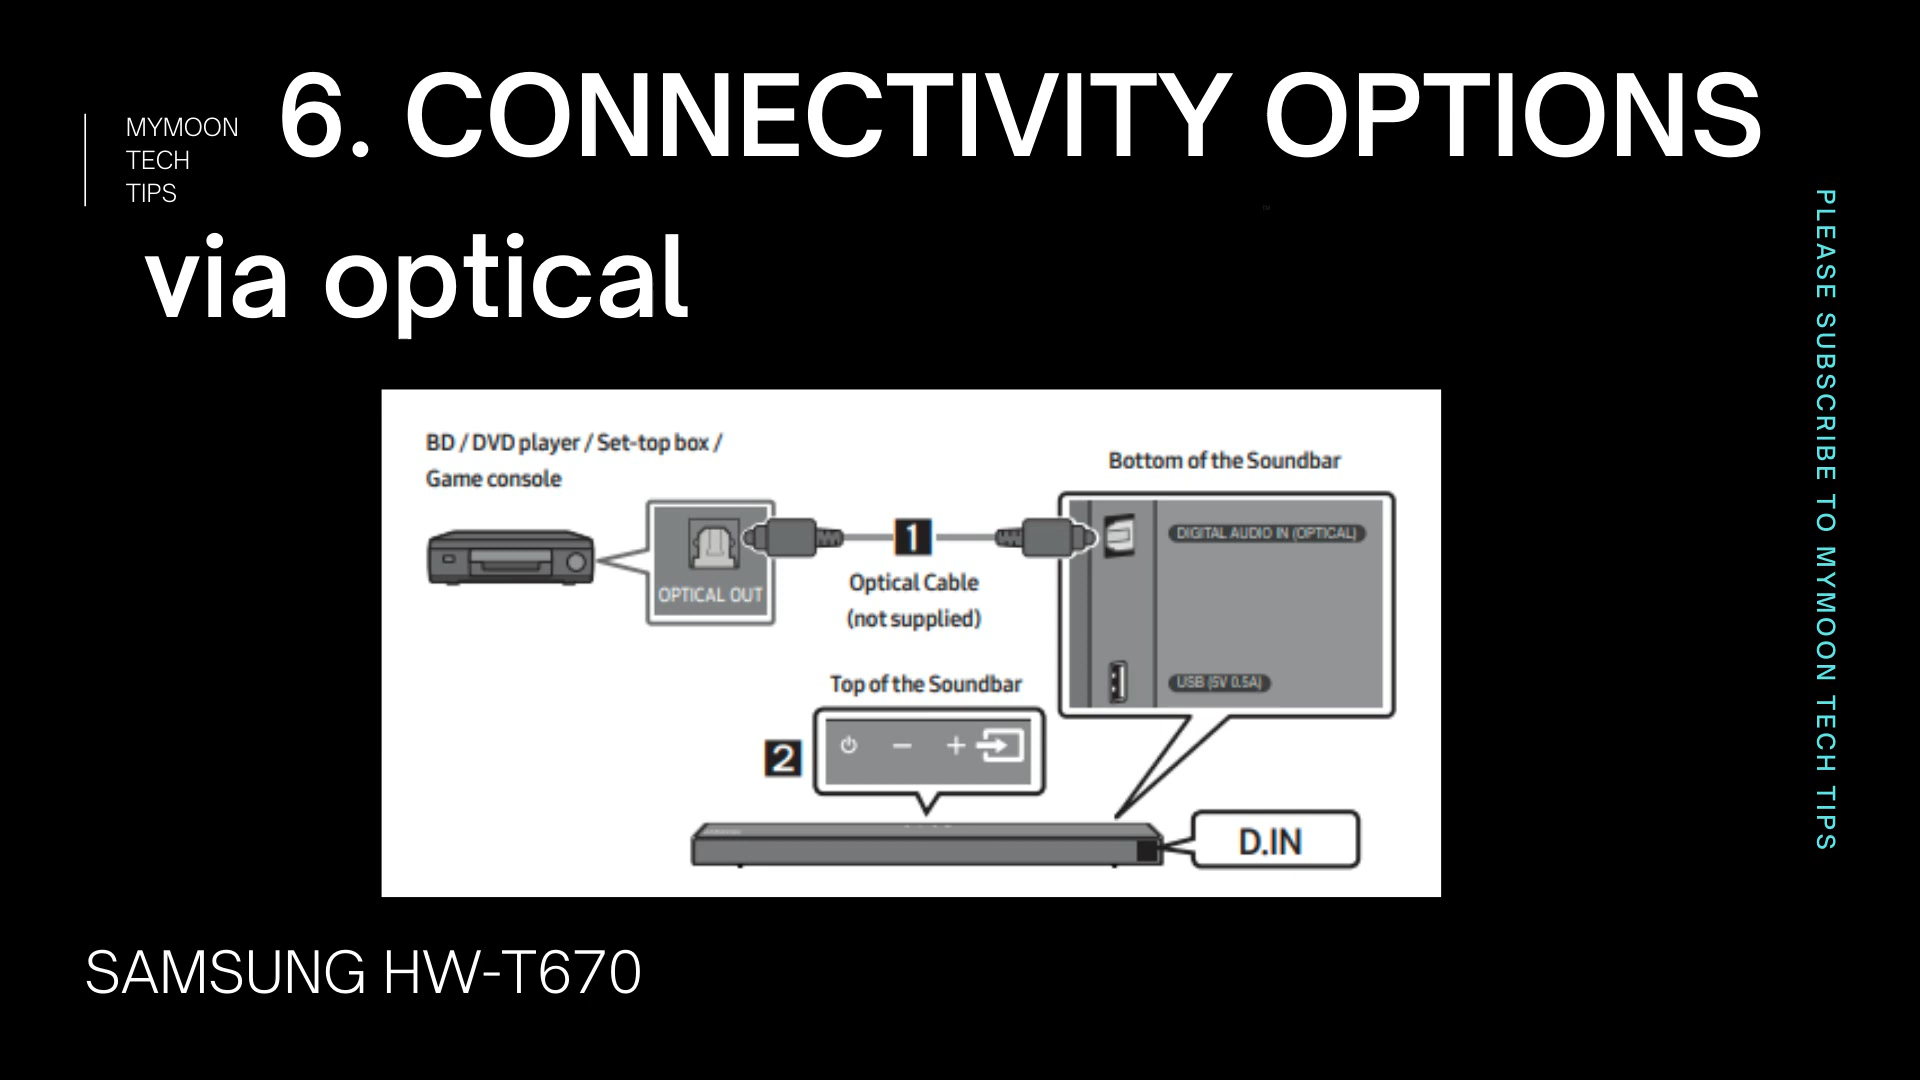 6. CONNECTIVITY OPTIONS
MYMOON
TECH
TIPS
via optical
BD / DVD player / Set-top box /
Game console
OPTICAL OUT
1
Optical Cable
(not supplied)
Bottom of the Soundbar
DIGITAL AUDIO IN (OPTICAL)
USB (5V 0.5A)
Top of the Soundbar
2
D.IN
SAMSUNG HW-T670
PLEASE SUBSCRIBE TO MYMOON TECH TIPS